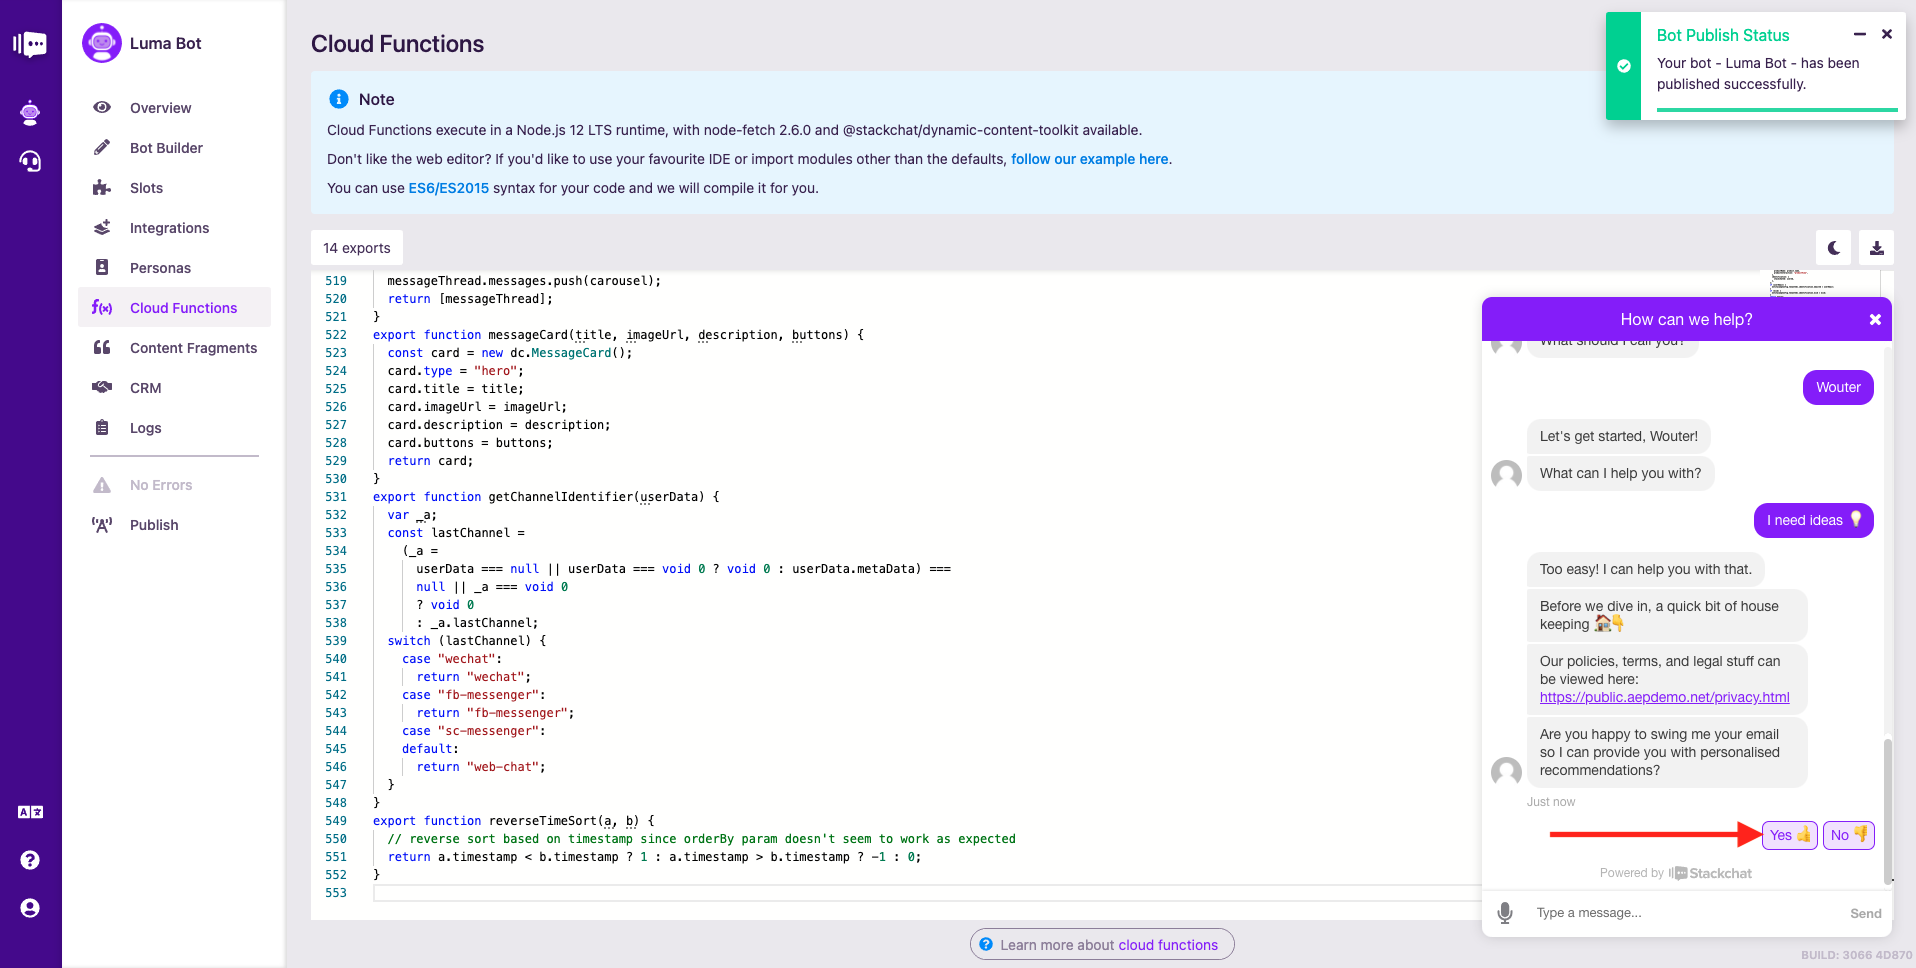 Luma Bot
Overview
Bot Builder
Slots
Integrations
Personas
f(x) Cloud Functions
Content Fragments
CRM
Logs
No Errors
Publish
Cloud Functions
Note
Cloud Functions execute in a Node.js 12 LTS runtime, with node-fetch 2.6.0 and @stackchat/dynamic-content-toolkit available.
Don't like the web editor? If you'd like to use your favourite IDE or import modules other than the defaults, follow our example here.
You can use ES6/ES2015 syntax for your code and we will compile it for you.
Bot Publish Status
Your bot - Luma Bot - has been
published successfully.
14 exports
519 messageThread.messages.push(carousel);
520 return [messageThread];
521 }
522 export function messageCard(title, imageUrl, description, buttons) {
523 const card = new dc.MessageCard();
524 card.type = "hero";
525 card.title = title;
526 card.imageUrl = imageUrl;
527 card.description = description;
528 card.buttons = buttons;
529 return card;
530 }
531 export function getChannelIdentifier(userData) {
532 var _a;
533 const lastChannel =
534 (_a =
535 userData === null || userData === void 0 ? void 0 : userData.metaData) ===
536 null || _a === void 0
537 ? void 0
538 : _a.lastChannel;
539 switch (lastChannel) {
540 case "wechat":
541 return "wechat";
542 case "fb-messenger":
543 return "fb-messenger";
544 case "sc-messenger":
545 default:
546 return "web-chat";
547 }
548 }
549 export function reverseTimeSort(a, b) {
550 // reverse sort based on timestamp since orderBy param doesn't seem to work as expected
551 return a.timestamp < b.timestamp ? 1 : a.timestamp > b.timestamp ? -1 : 0;
552 }
553
Learn more about cloud functions
How can we help?
What should I call you?
Wouter
Let's get started, Wouter!
What can I help you with?
I need ideas 💡
Too easy! I can help you with that.
Before we dive in, a quick bit of house
keeping 🏠👇
Our policies, terms, and legal stuff can
be viewed here:
https://public.aepdemo.net/privacy.html
Are you happy to swing me your email
so I can provide you with personalised
recommendations?
Just now
Yes 👍 No 👎
Powered by Stackchat
Type a message...
Send
BUILD: 3066 4D870